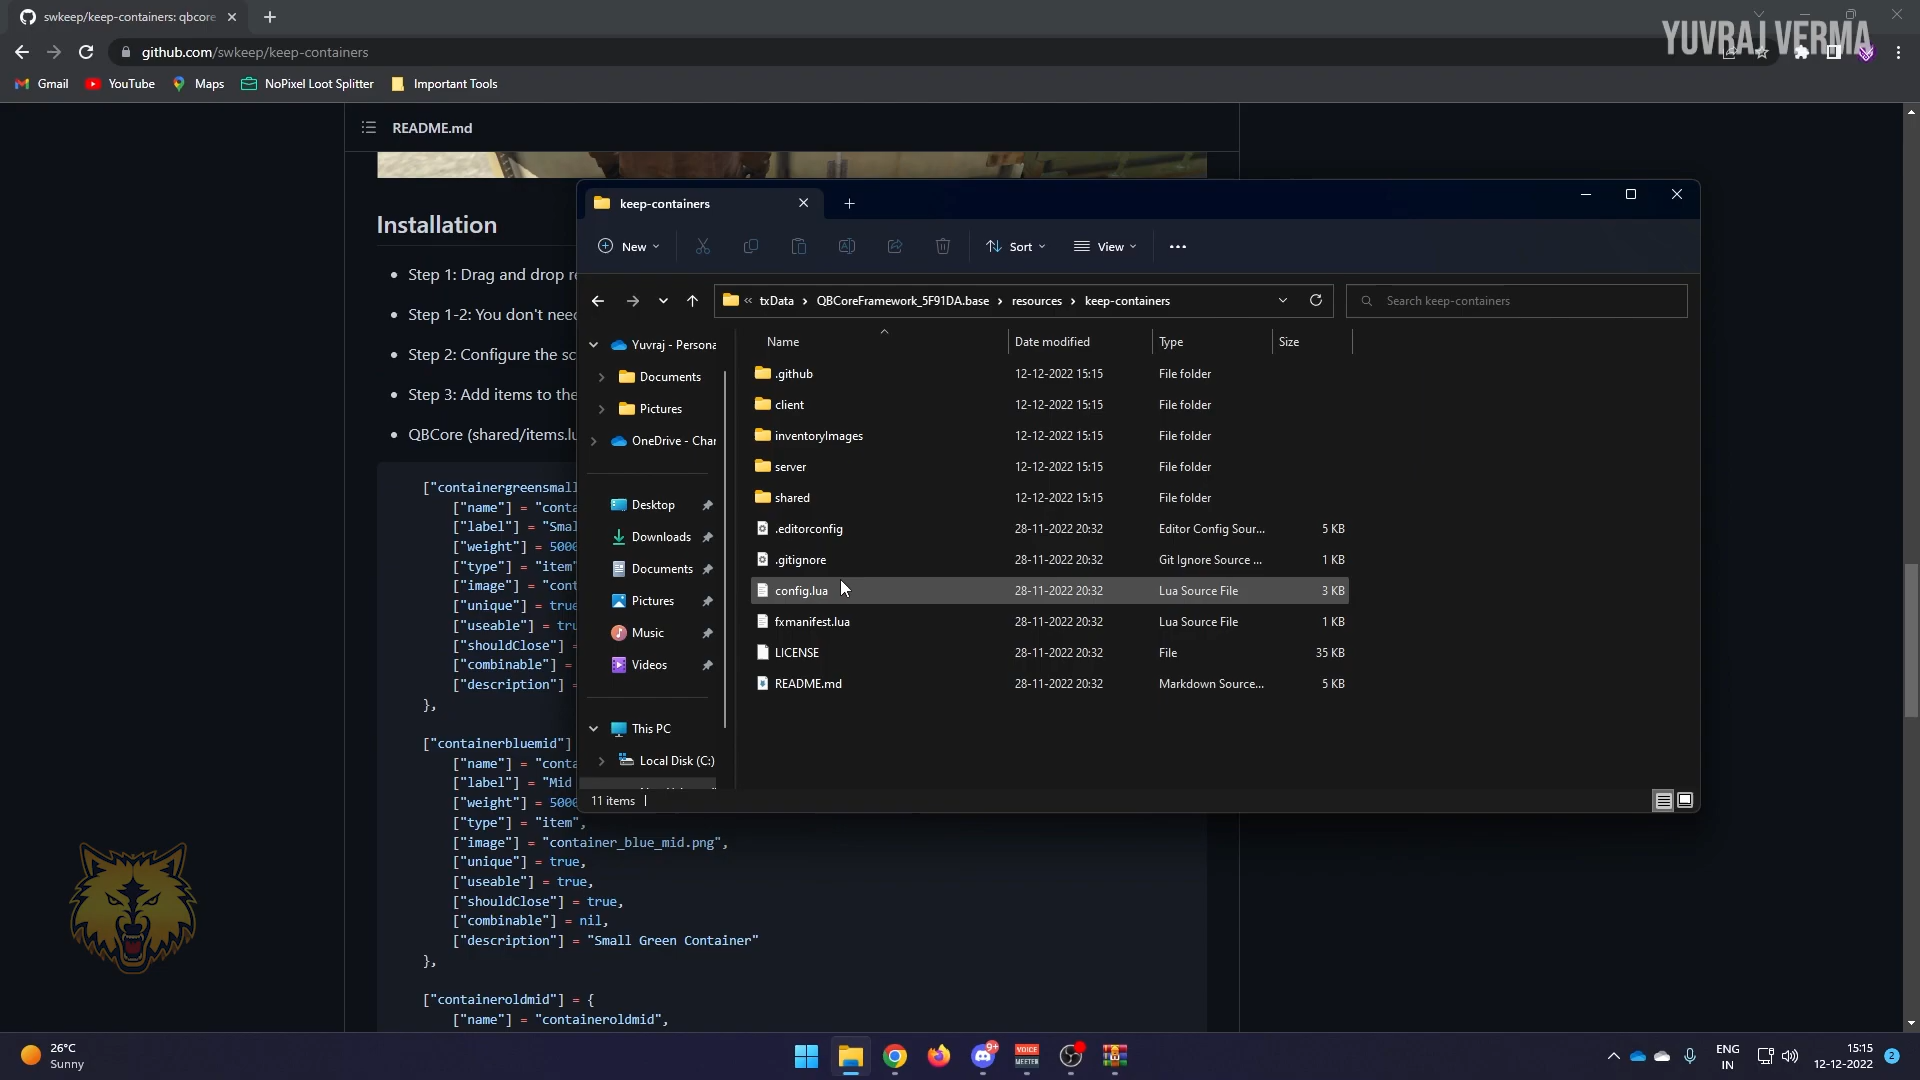 swkeep/keep-containers: qbcore
YUVRAJ VERMA
github.com/swkeep/keep-containers
Gmail
YouTube
Maps
NoPixel Loot Splitter
Important Tools
README.md
Installation
Step 1: Drag and drop r
Step 1-2: You don't need
Step 2: Configure the sc
Step 3: Add items to the
QBCore (shared/items.lu
["containergreensmall
["name"] = "conta
["label"] = "Smal
["weight"] = 5000
["type"] = "item"
["image"] = "cont
["unique"] = true
["useable"] = tru
["shouldClose"] =
["combinable"] =
["description"] =
},
["containerbluemid"]
["name"] = "conta
["label"] = "Mid
["weight"] = 5000
["type"] = "item",
["image"] = "container_blue_mid.png",
["unique"] = true,
["useable"] = true,
["shouldClose"] = true,
["combinable"] = nil,
["description"] = "Small Green Container"
},
["containeroldmid"] = {
["name"] = "containeroldmid",
keep-containers
New
Sort
View
txData
QBCoreFramework_5F91DA.base
resources
keep-containers
Search keep-containers
Yuvraj - Persona
Documents
Pictures
OneDrive - Char
Desktop
Downloads
Documents
Pictures
Music
Videos
This PC
Local Disk (C:)
Name Date modified Type Size
.github 12-12-2022 15:15 File folder
client 12-12-2022 15:15 File folder
inventoryImages 12-12-2022 15:15 File folder
server 12-12-2022 15:15 File folder
shared 12-12-2022 15:15 File folder
.editorconfig 28-11-2022 20:32 Editor Config Sour... 5 KB
.gitignore 28-11-2022 20:32 Git Ignore Source ... 1 KB
config.lua 28-11-2022 20:32 Lua Source File 3 KB
fxmanifest.lua 28-11-2022 20:32 Lua Source File 1 KB
LICENSE 28-11-2022 20:32 File 35 KB
README.md 28-11-2022 20:32 Markdown Source... 5 KB
11 items
26°C
Sunny
9+
VOICE
MEETER
ENG
IN
15:15
12-12-2022
2